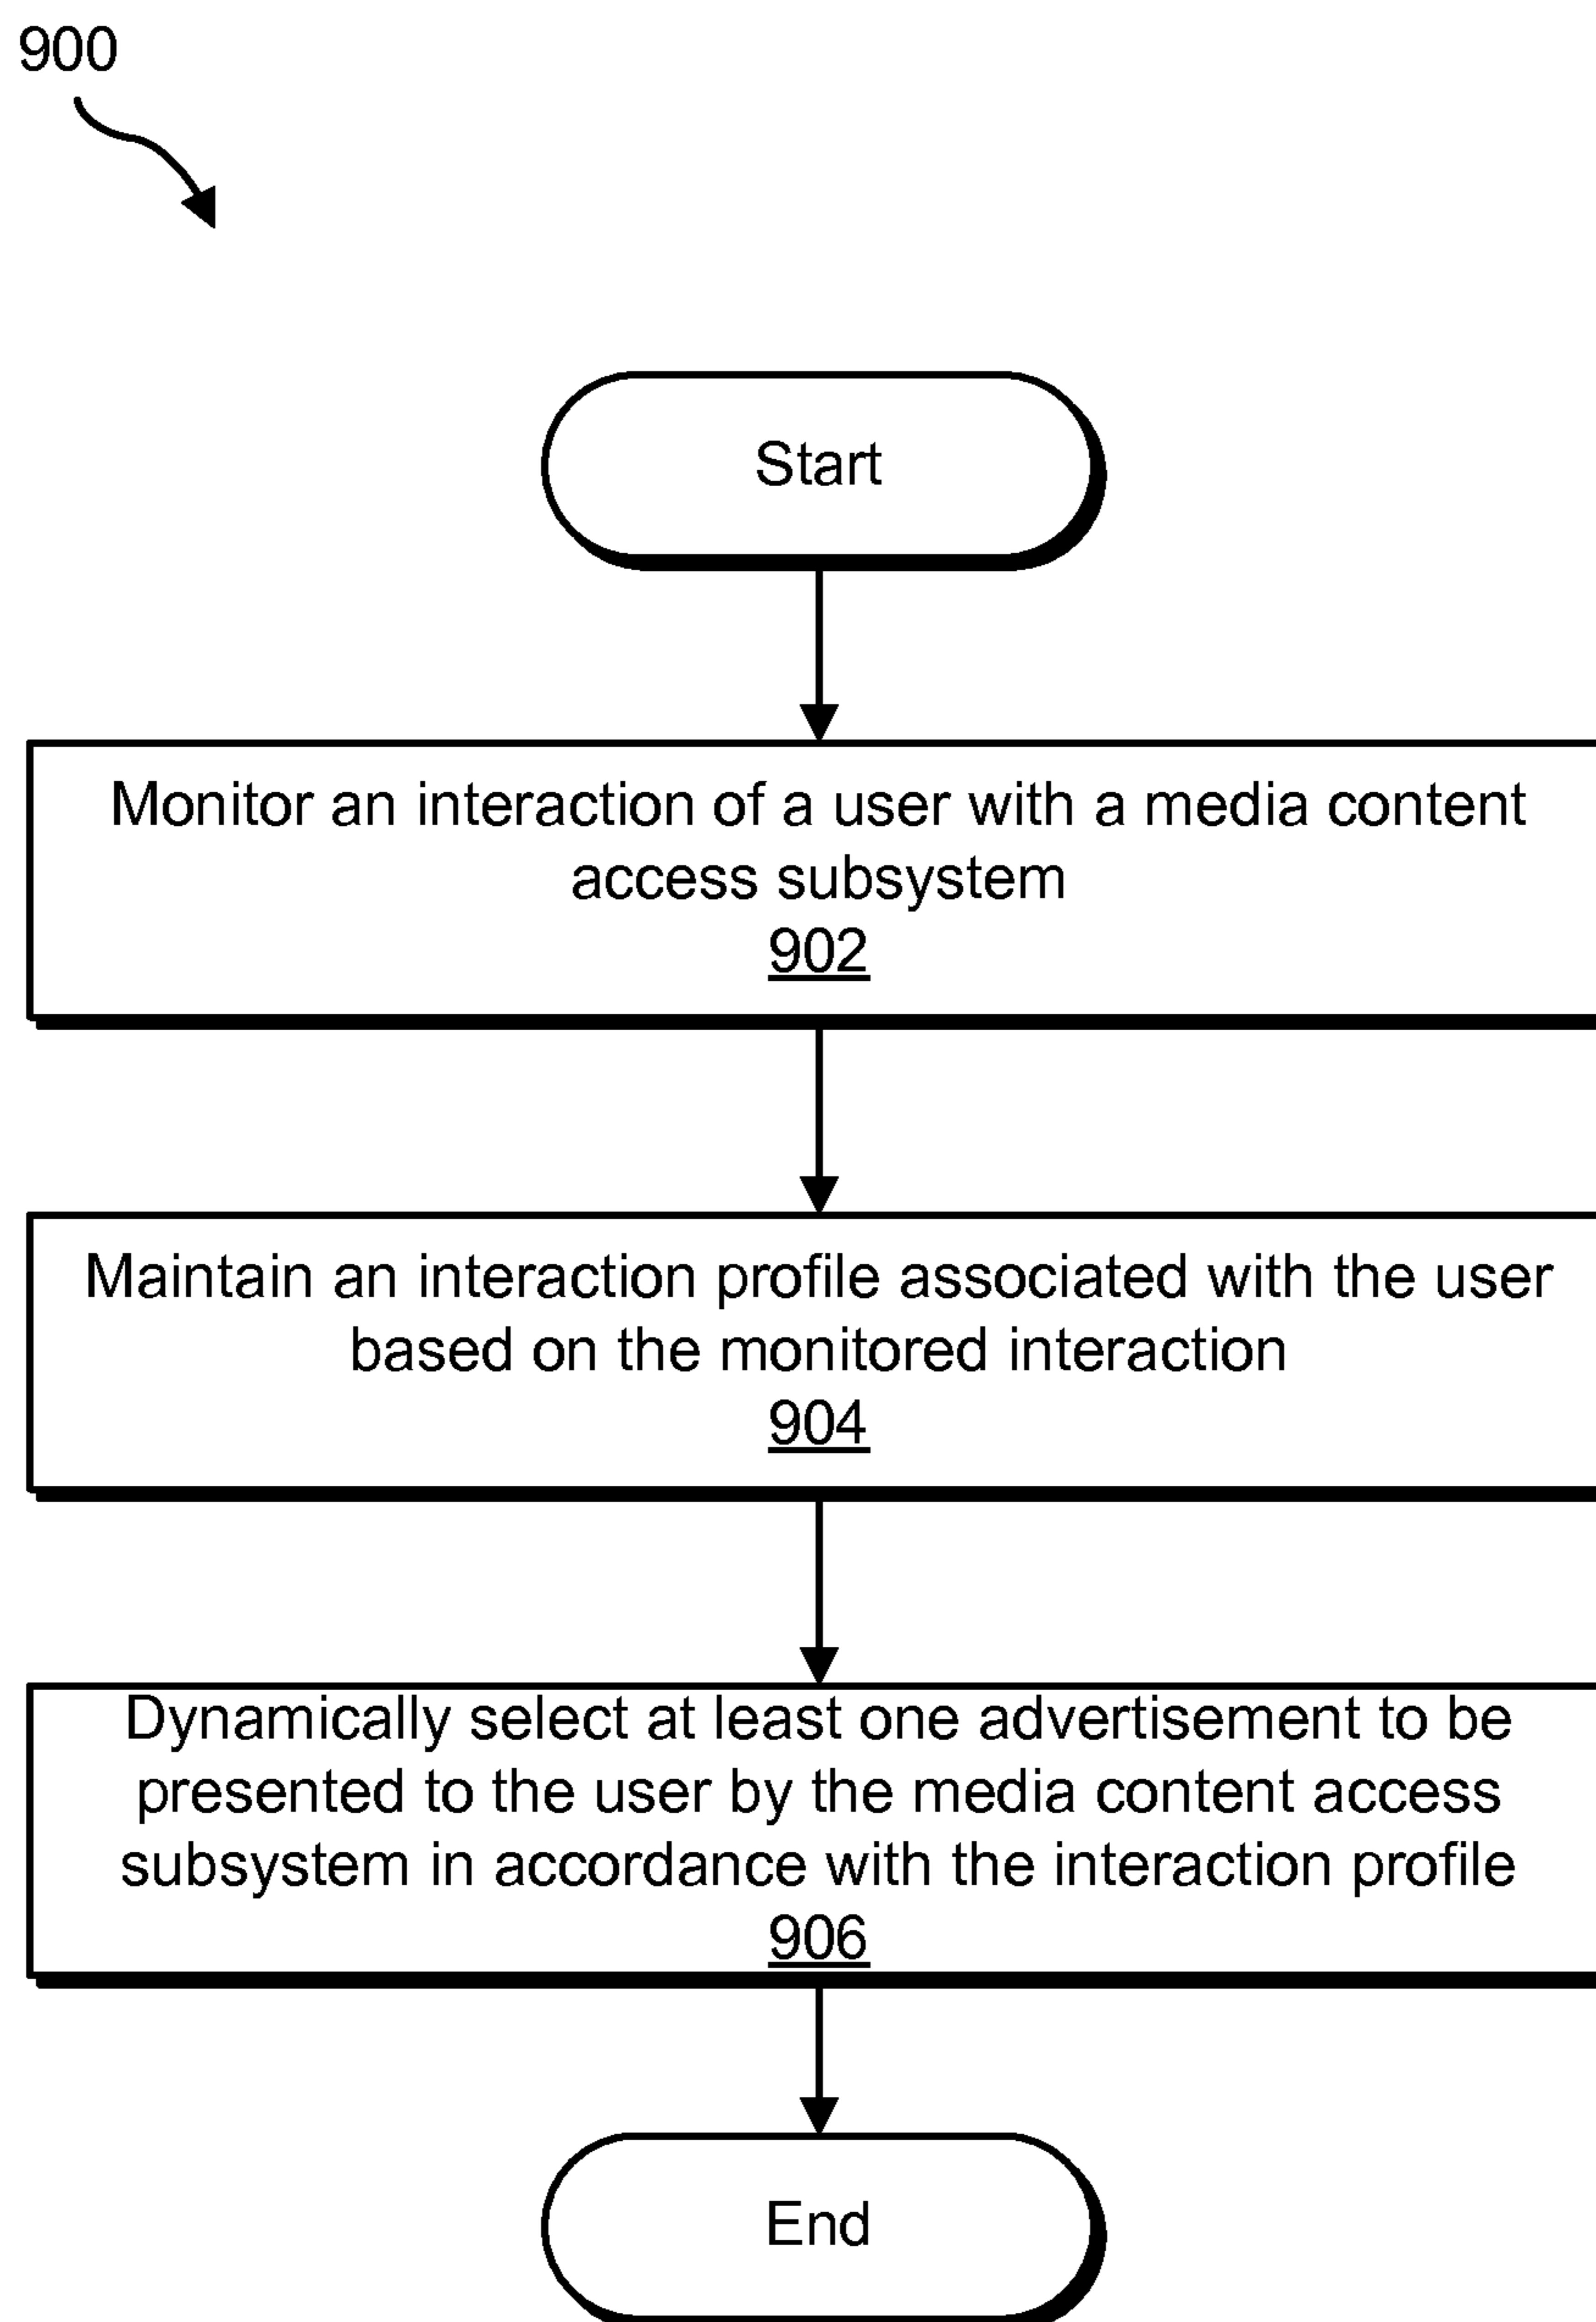 900
Start
Monitor an interaction of a user with a media content
access subsystem
902
Maintain an interaction profile associated with the user
based on the monitored interaction
904
Dynamically select at least one advertisement to be
presented to the user by the media content access
subsystem in accordance with the interaction profile
906
End